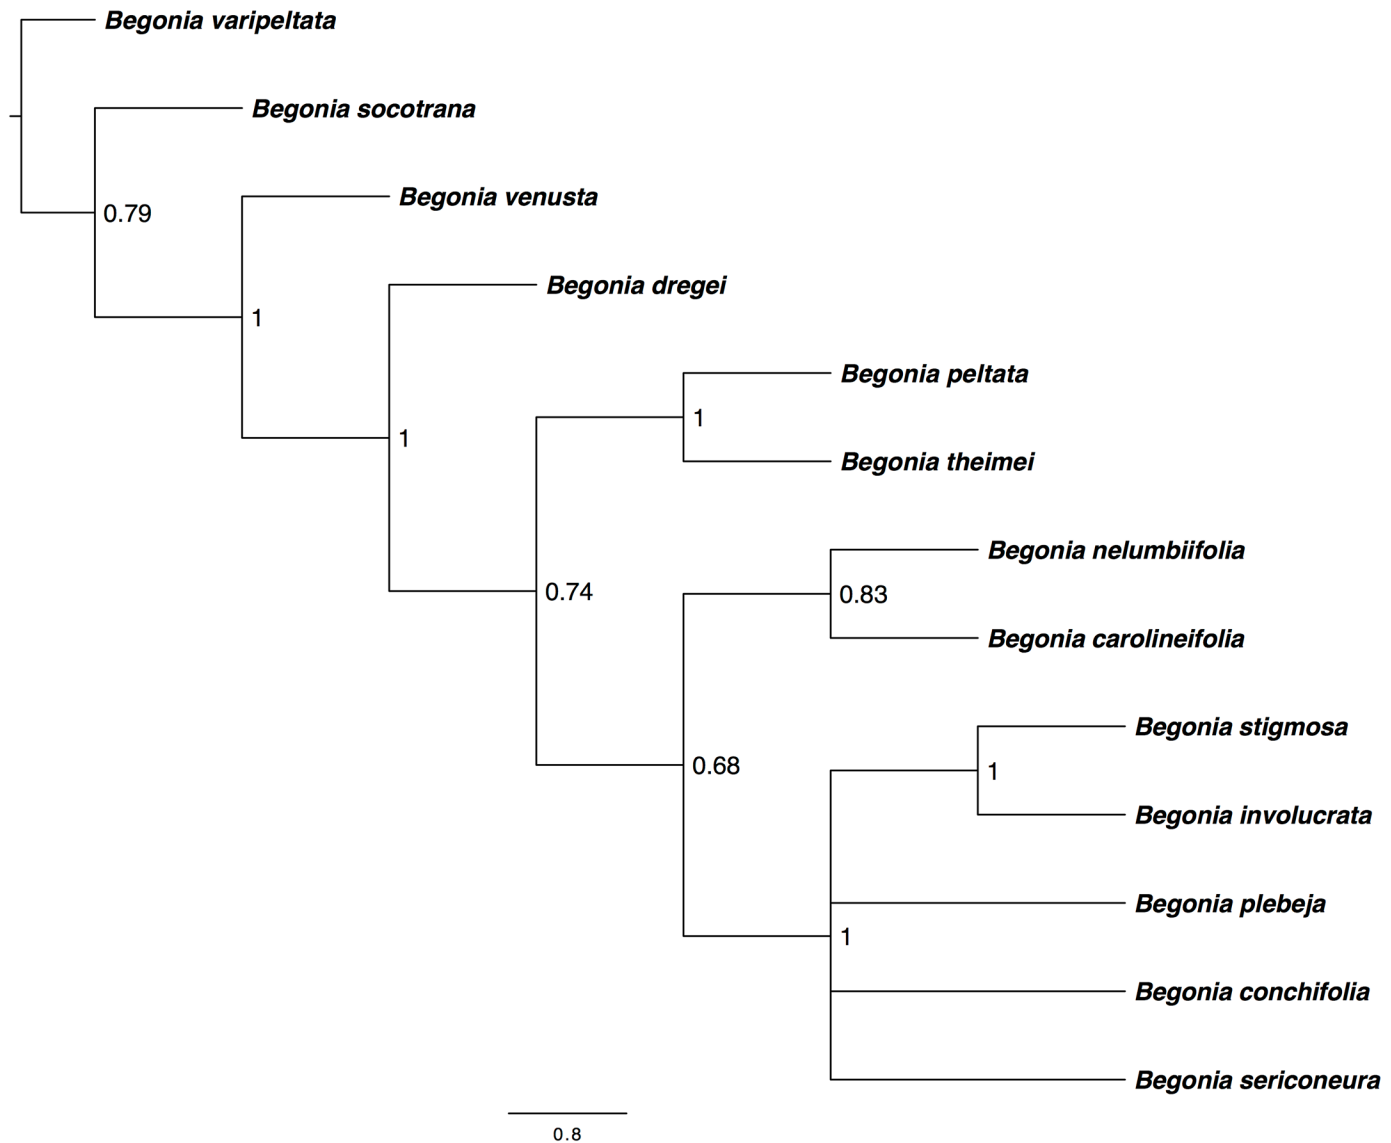 Begonia varipeltata
Begonia socotrana
Begonia venusta
0.79
Begonia dregei
1
Begonia peltata
1
1
Begonia theimei
Begonia nelumbiifolia
0.74
0.83
Begonia carolineifolia
Begonia stigmosa
0.68
1
Begonia involucrata
Begonia plebeja
1
Begonia conchifolia
Begonia sericoneura
0.8